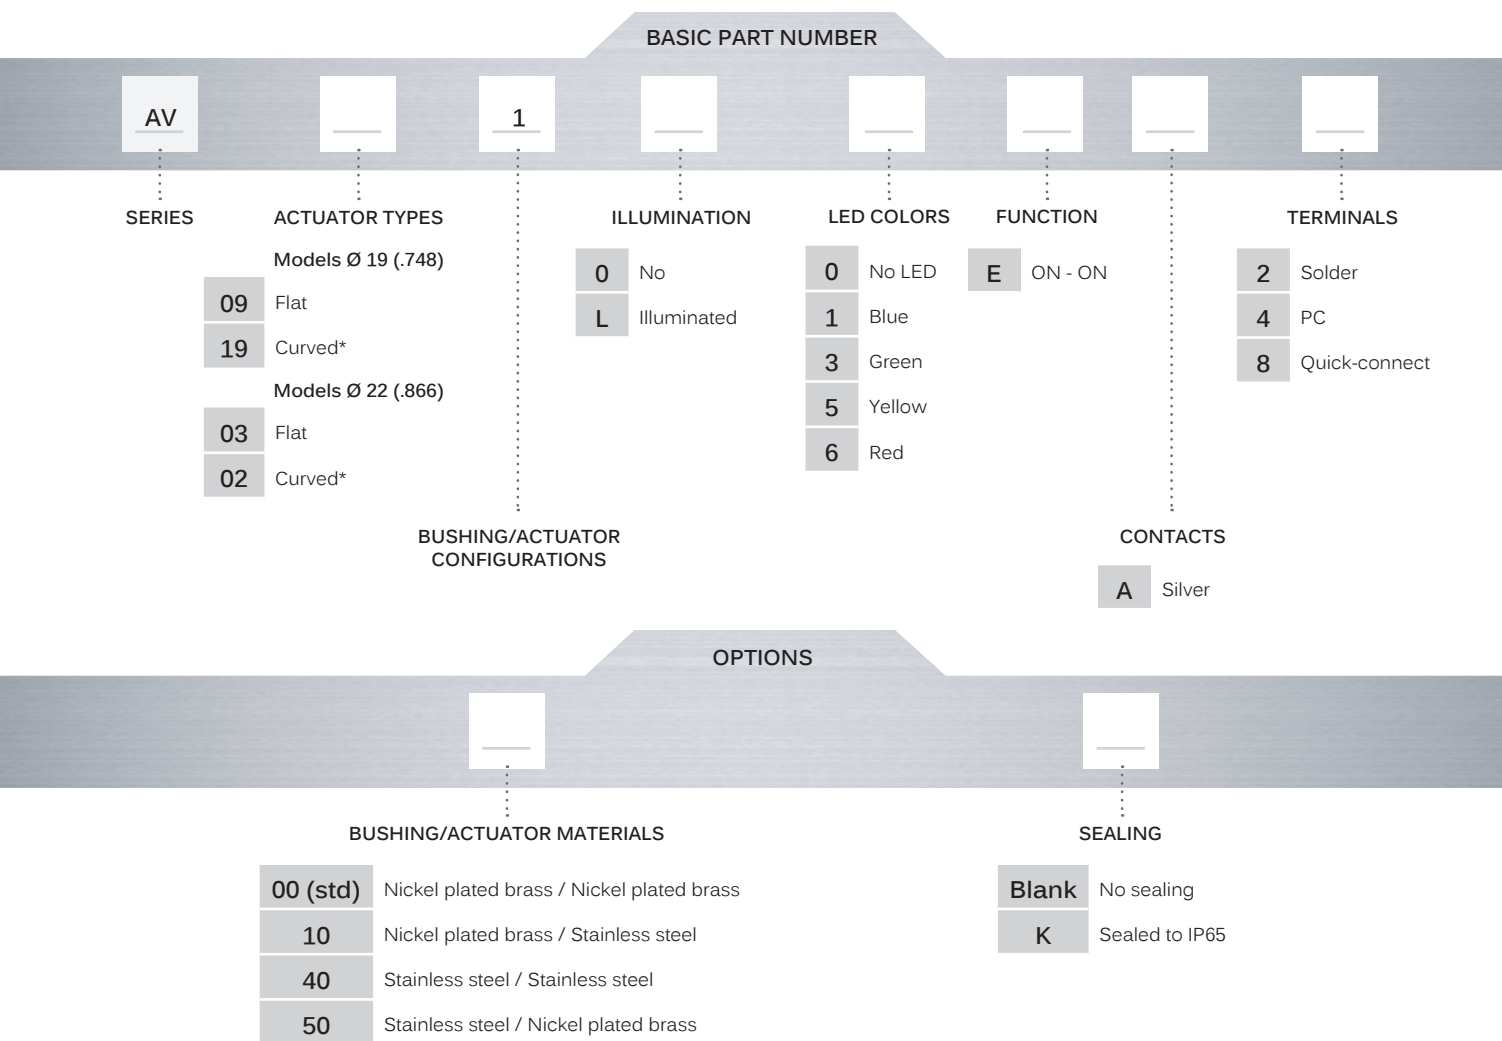 BASIC PART NUMBER
AV
1
SERIES
ACTUATOR TYPES
Models Ø 19 (.748)
09 Flat
19 Curved*
Models Ø 22 (.866)
03 Flat
02 Curved*
BUSHING/ACTUATOR
CONFIGURATIONS
ILLUMINATION
0 No
L Illuminated
LED COLORS
0 No LED
1 Blue
3 Green
5 Yellow
6 Red
FUNCTION
E ON - ON
CONTACTS
A Silver
TERMINALS
2 Solder
4 PC
8 Quick-connect
OPTIONS
BUSHING/ACTUATOR MATERIALS
00 (std) Nickel plated brass / Nickel plated brass
10 Nickel plated brass / Stainless steel
40 Stainless steel / Stainless steel
50 Stainless steel / Nickel plated brass
SEALING
Blank No sealing
K Sealed to IP65